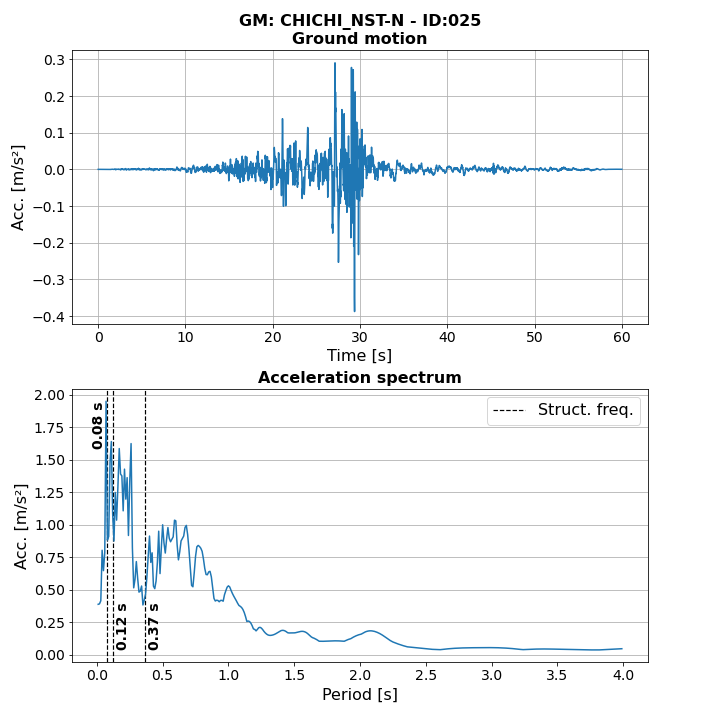 GM: CHICHI_NST-N - ID:025
Ground motion
0.3
0.2
0.1
0.0
−0.1
−0.2
−0.3
−0.4
Acc. [m/s²]
0 10 20 30 40 50 60
Time [s]
Acceleration spectrum
2.00
1.75
1.50
1.25
1.00
0.75
0.50
0.25
0.00
Acc. [m/s²]
Struct. freq.
0.08 s
0.12 s
0.37 s
0.0 0.5 1.0 1.5 2.0 2.5 3.0 3.5 4.0
Period [s]